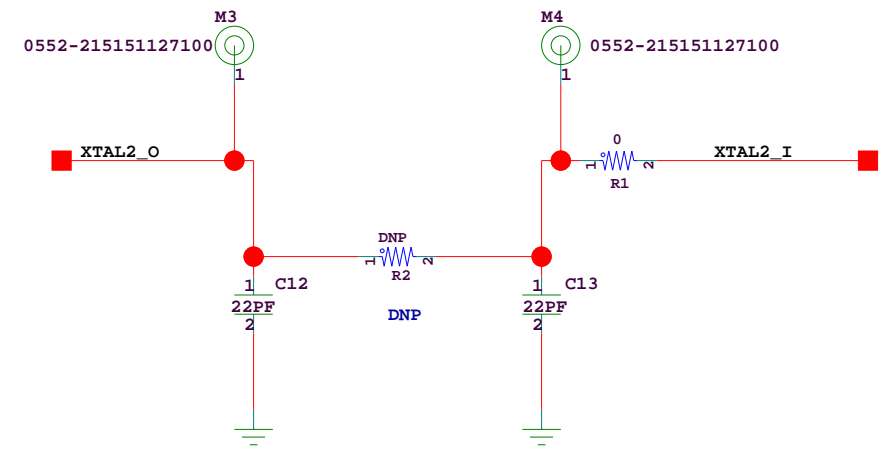 M3
M4
0552-215151127100
0552-215151127100
1
1
XTAL2_O
0
XTAL2_I
1
2
R1
DNP
1
2
R2
1
C12
1
C13
22PF
22PF
DNP
2
2